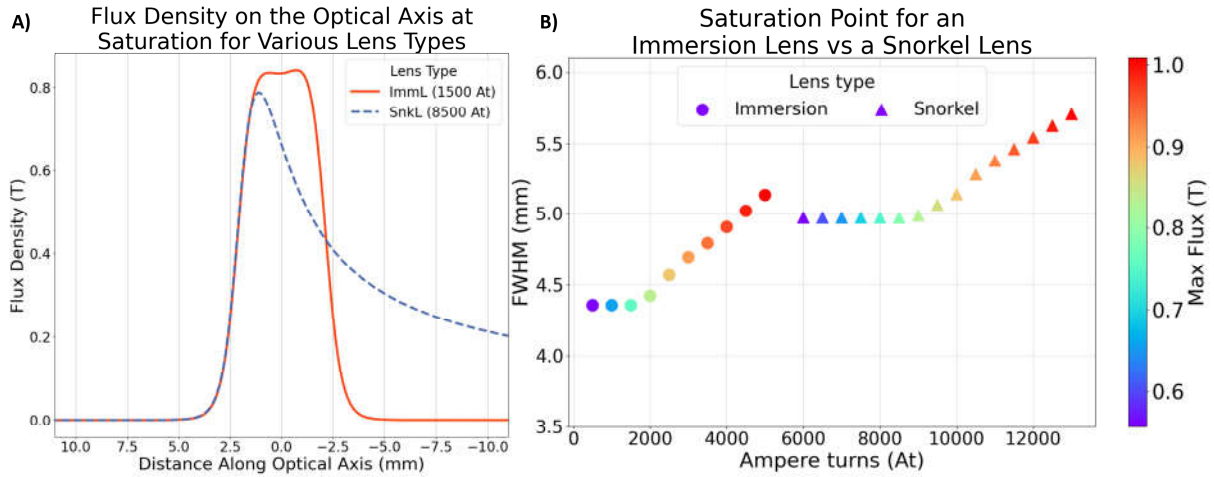 A)
Flux Density on the Optical Axis at
Saturation for Various Lens Types
Lens Type
ImmL (1500 At)
SnkL (8500 At)
Flux Density (T)
0.8
0.6
0.4
0.2
0.0
10.0 7.5 5.0 2.5 0.0 −2.5 −5.0 −7.5 −10.0
Distance Along Optical Axis (mm)
B)
Saturation Point for an
Immersion Lens vs a Snorkel Lens
Lens type
Immersion Snorkel
FWHM (mm)
6.0
5.5
5.0
4.5
4.0
3.5
0 2000 4000 6000 8000 10000 12000
Ampere turns (At)
1.0
0.9
0.8
0.7
0.6
Max Flux (T)